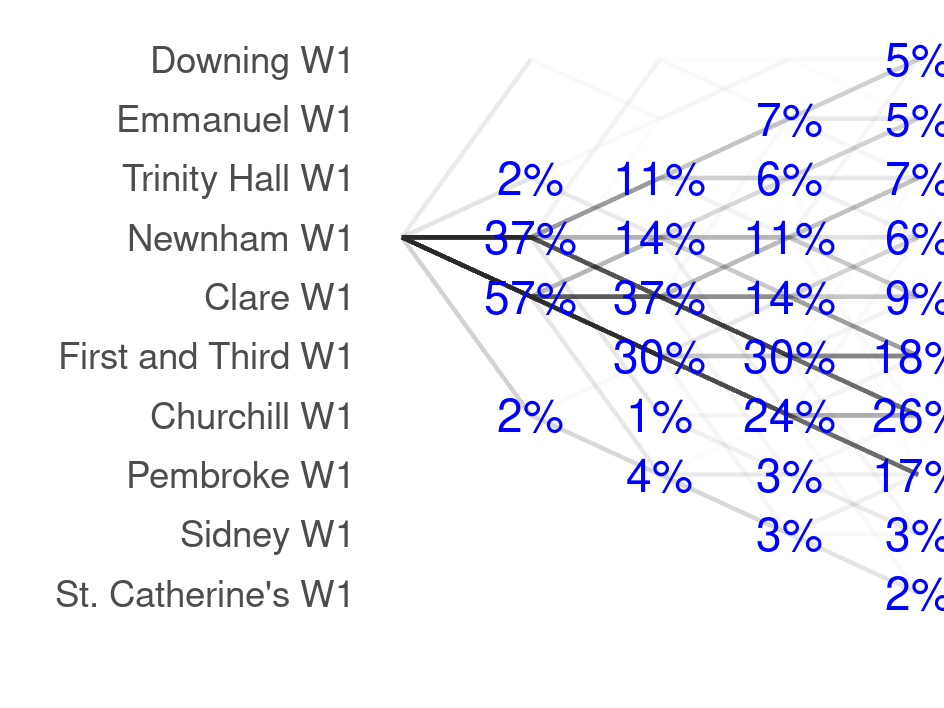 Downing W1 5%
Emmanuel W1 7% 5%
Trinity Hall W1 2% 11% 6% 7%
Newnham W1 37% 14% 11% 6%
Clare W1 57% 37% 14% 9%
First and Third W1 30% 30% 18%
Churchill W1 2% 1% 24% 26%
Pembroke W1 4% 3% 17%
Sidney W1 3% 3%
St. Catherine's W1 2%